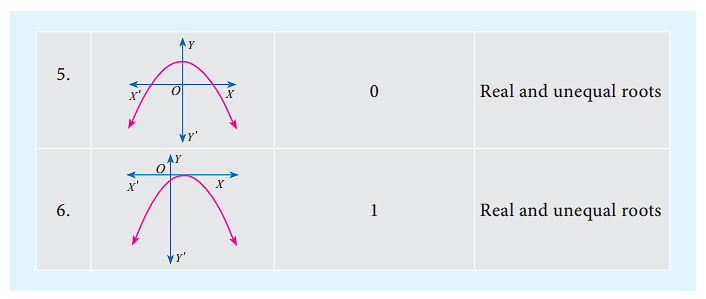 Y
5.
X′ O X
0
Real and unequal roots
Y′
Y
O
X′ X
6.
1
Real and unequal roots
Y′